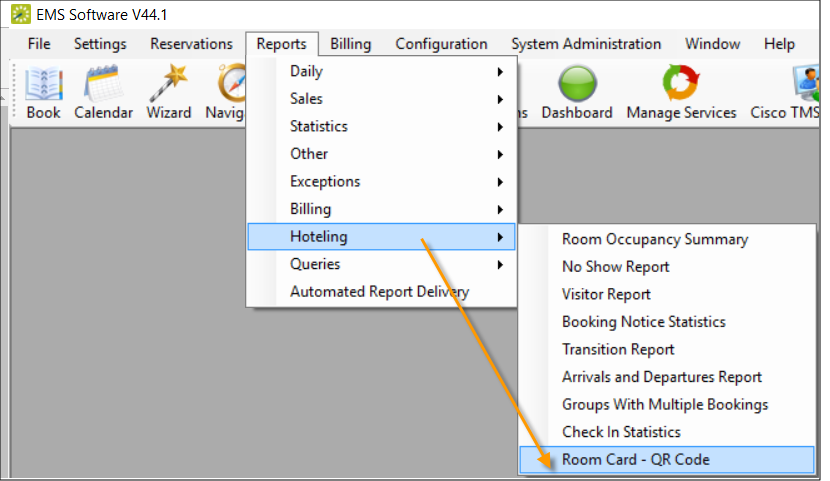 EMS Software V44.1
File Settings Reservations Reports Billing Configuration System Administration Window Help
Book Calendar Wizard Dashboard Manage Services Cisco TMS
Daily
Sales
Statistics
Other
Exceptions
Billing
Hoteling
Queries
Automated Report Delivery
Room Occupancy Summary
No Show Report
Visitor Report
Booking Notice Statistics
Transition Report
Arrivals and Departures Report
Groups With Multiple Bookings
Check In Statistics
Room Card - QR Code